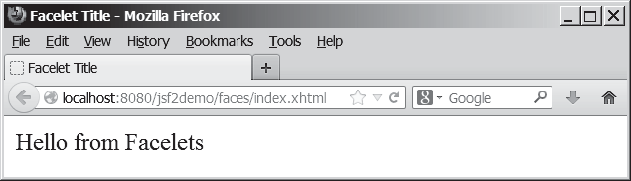 Facelet Title - Mozilla Firefox
File Edit View History Bookmarks Tools Help
Facelet Title +
localhost:8080/jsf2demo/faces/index.xhtml g Google
Hello from Facelets